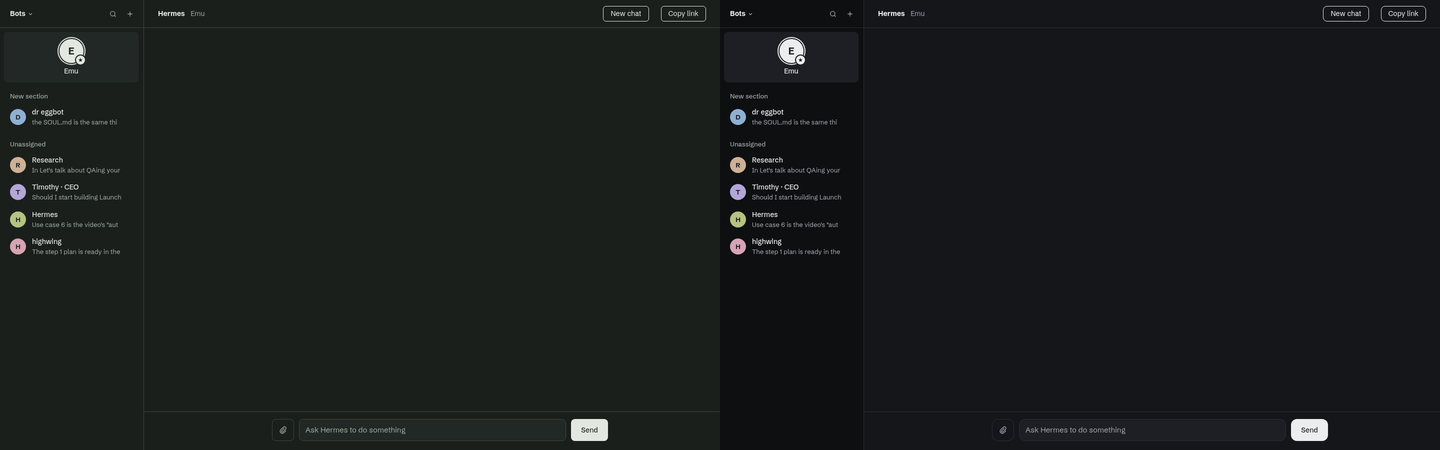 Bots
Hermes Emu
New chat
Copy link
E
Emu
New section
D
dr eggbot
the SOUL.md is the same thi
Unassigned
R
Research
In Let's talk about QAing your
T
Timothy · CEO
Should I start building Launch
H
Hermes
Use case 6 is the video's "aut
H
highwing
The step 1 plan is ready in the
Ask Hermes to do something
Send
Bots
Hermes Emu
New chat
Copy link
E
Emu
New section
D
dr eggbot
the SOUL.md is the same thi
Unassigned
R
Research
In Let's talk about QAing your
T
Timothy · CEO
Should I start building Launch
H
Hermes
Use case 6 is the video's "aut
H
highwing
The step 1 plan is ready in the
Ask Hermes to do something
Send